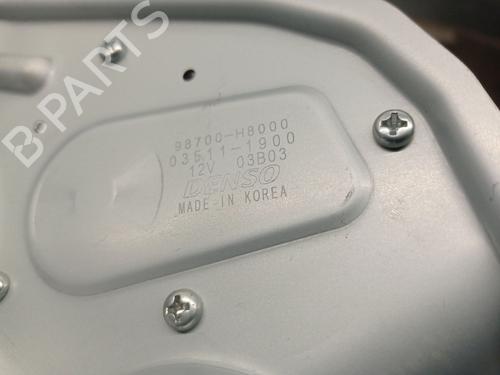 B-PARTS
98700-H8000
03511-1900
12V 03B03
DENSO
MADE IN KOREA